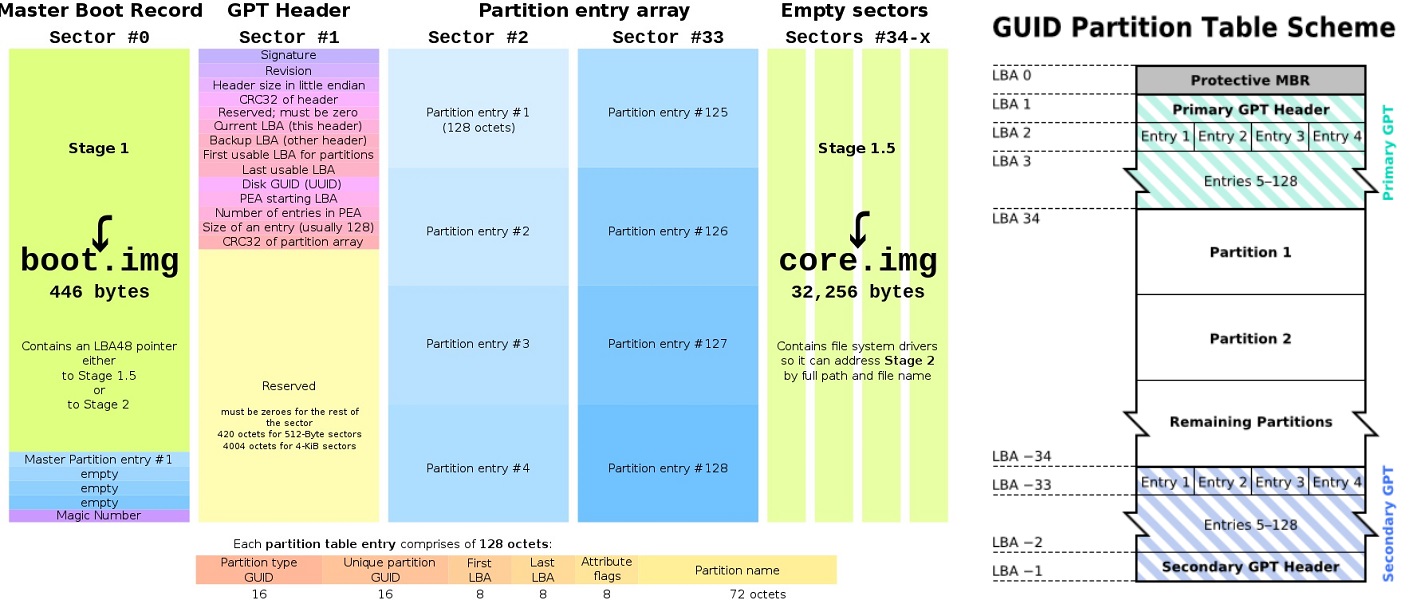 Master Boot Record
Sector #0
Stage 1
boot.img
446 bytes
Contains an LBA48 pointer
either
to Stage 1.5
or
to Stage 2
Master Partition entry #1
empty
empty
empty
Magic Number
GPT Header
Sector #1
Signature
Revision
Header size in little endian
CRC32 of header
Reserved; must be zero
Current LBA (this header)
Backup LBA (other header)
First usable LBA for partitions
Last usable LBA
Disk GUID (UUID)
PEA starting LBA
Number of entries in PEA
Size of an entry (usually 128)
CRC32 of partition array
Reserved
must be zeroes for the rest of
the sector
420 octets for 512-Byte sectors
4004 octets for 4-KiB sectors
Partition entry array
Sector #2
Partition entry #1
(128 octets)
Partition entry #2
Partition entry #3
Partition entry #4
Sector #33
Partition entry #125
Partition entry #126
Partition entry #127
Partition entry #128
Empty sectors
Sectors #34-x
Stage 1.5
core.img
32,256 bytes
Contains file system drivers
so it can address Stage 2
by full path and file name
Each partition table entry comprises of 128 octets:
Partition type
GUID
Unique partition
GUID
First
LBA
Last
LBA
Attribute
flags
Partition name
16 16 8 8 8 72 octets
GUID Partition Table Scheme
LBA 0
Protective MBR
LBA 1
Primary GPT Header
LBA 2
Entry 1 Entry 2 Entry 3 Entry 4
LBA 3
Entries 5–128
Primary GPT
LBA 34
Partition 1
Partition 2
Remaining Partitions
LBA −34
Entry 1 Entry 2 Entry 3 Entry 4
LBA −33
Entries 5–128
LBA −2
Secondary GPT Header
LBA −1
Secondary GPT